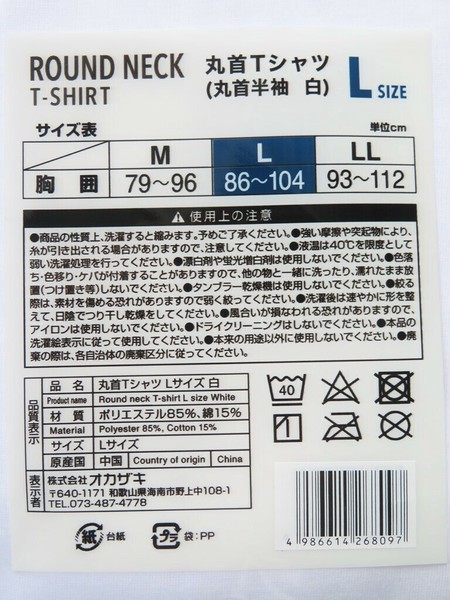 ROUND NECK
T-SHIRT
丸首Tシャツ
(丸首半袖 白)
L SIZE
サイズ表
単位cm
M L LL
胸囲 79〜96 86〜104 93〜112
使用上の注意
●商品の性質上、洗濯すると縮みます。予めご了承ください。●強い摩擦や突起物により、
糸が引き出される場合がありますので、注意してください。●液温は40℃を限度として
弱い洗濯処理を行ってください。●漂白剤や蛍光増白剤は使用しないでください。●色落
ち・色移り・ケバが付着することがありますので、他の物と一緒に洗ったり、濡れたまま放
置(つけ置き等)しないでください。●タンブラー乾燥機は使用しないでください。●絞る
際は、素材を傷める恐れがありますので弱く絞ってください。●洗濯後は速やかに形を整
えて、日陰でつり干し乾燥をしてください。●風合いが損なわれる恐れがありますので、
アイロンは使用しないでください。●ドライクリーニングはしないでください。●本品の
洗濯絵表示に従って使用してください。●本来の用途以外に使用しないでください。●廃
棄の際は、各自治体の廃棄区分に従ってください。
品質表示
品名 丸首Tシャツ Lサイズ 白
Product name Round neck T-shirt L size White
材質 ポリエステル85%、綿15%
Material Polyester 85%, Cotton 15%
サイズ Lサイズ
原産国 中国 Country of origin China
表示者
株式会社オカザキ
〒640-1171 和歌山県海南市野上中108-1
TEL.073-487-4778
40
紙 台紙
プラ 袋:PP
4 986614 268097